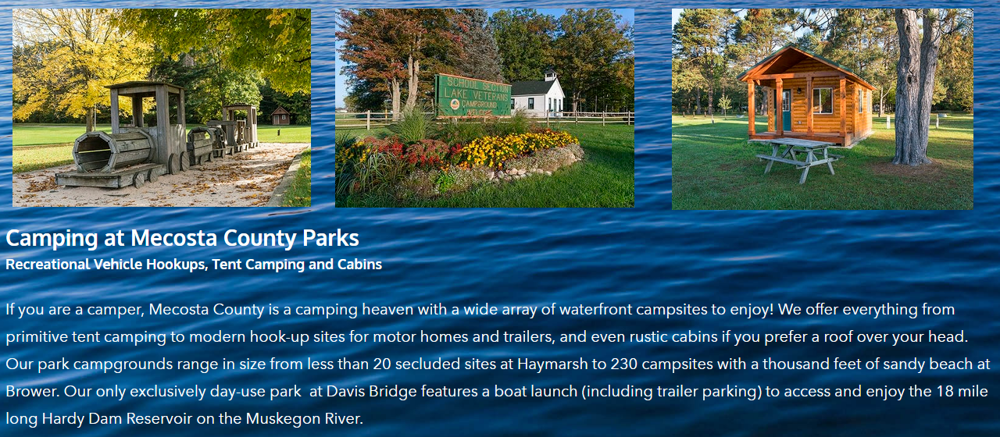 SCHOOL SECTION
LAKE VETERANS
CAMPGROUND
WELCOME
Camping at Mecosta County Parks
Recreational Vehicle Hookups, Tent Camping and Cabins
If you are a camper, Mecosta County is a camping heaven with a wide array of waterfront campsites to enjoy! We offer everything from
primitive tent camping to modern hook-up sites for motor homes and trailers, and even rustic cabins if you prefer a roof over your head.
Our park campgrounds range in size from less than 20 secluded sites at Haymarsh to 230 campsites with a thousand feet of sandy beach at
Brower. Our only exclusively day-use park  at Davis Bridge features a boat launch (including trailer parking) to access and enjoy the 18 mile
long Hardy Dam Reservoir on the Muskegon River.